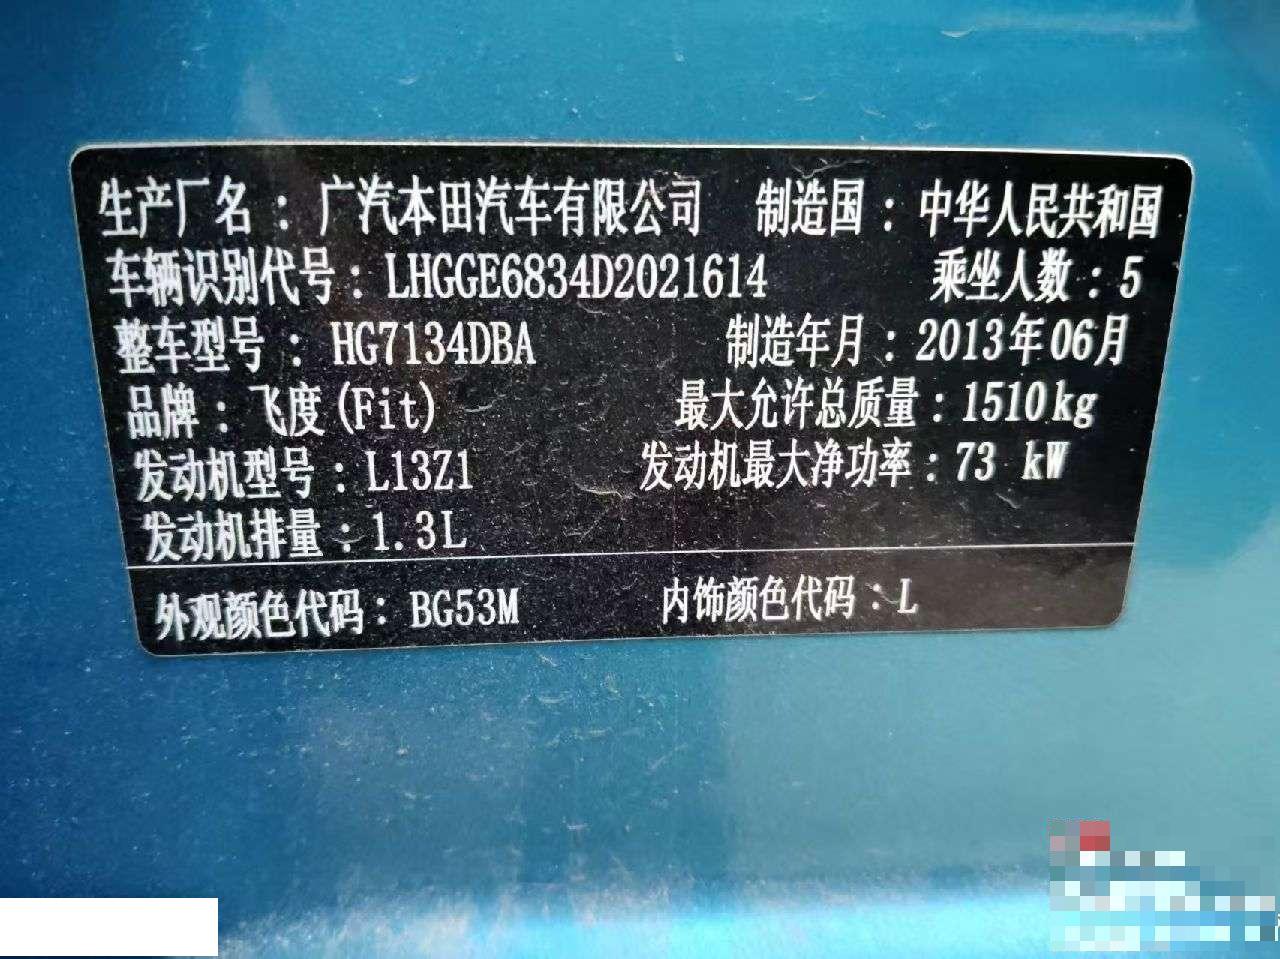 生产厂名：广汽本田汽车有限公司 制造国：中华人民共和国
车辆识别代号：LHGGE6834D2021614 乘坐人数：5
整车型号：HG7134DBA 制造年月：2013年06月
品牌：飞度(Fit) 最大允许总质量：1510kg
发动机型号：L13Z1 发动机最大净功率：73 kW
发动机排量：1.3L
外观颜色代码：BG53M 内饰颜色代码：L